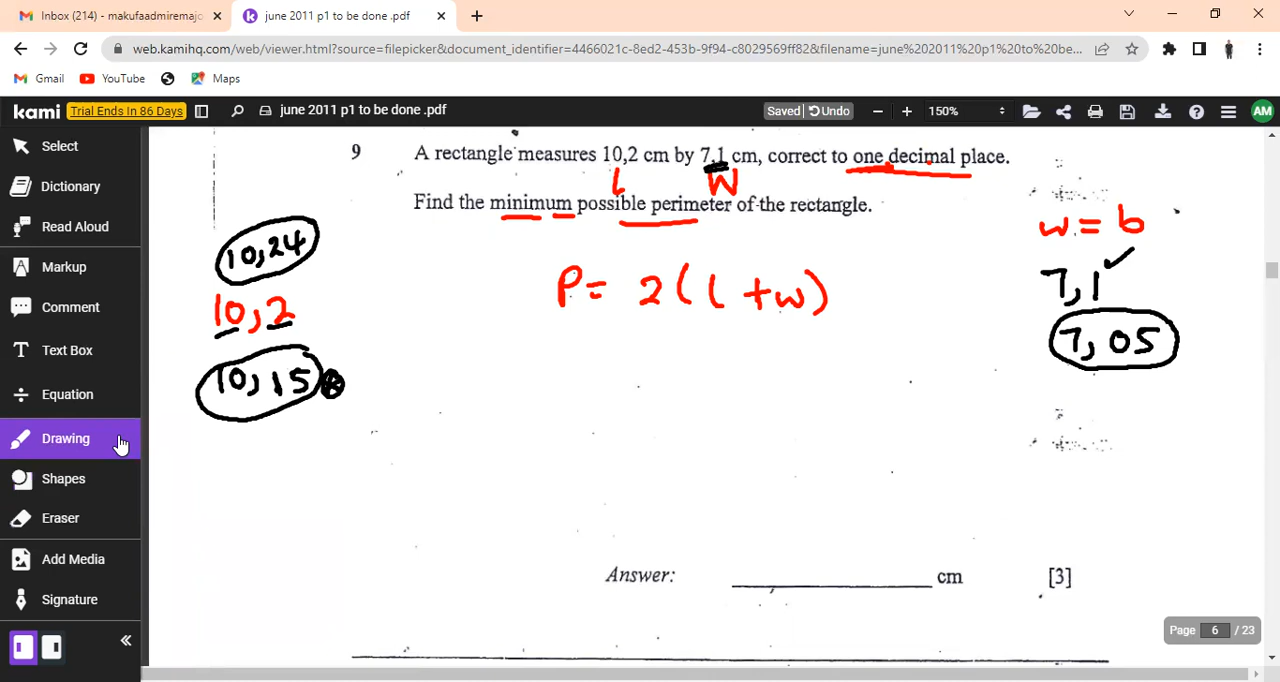 Inbox (214) - makufaadmiremajo
june 2011 p1 to be done .pdf
web.kamihq.com/web/viewer.html?source=filepicker&document_identifier=4466021c-8ed2-453b-9f94-c8029569ff82&filename=june%202011%20p1%20to%20be...
Gmail YouTube Maps
kami Trial Ends In 86 Days june 2011 p1 to be done .pdf Saved Undo 150% AM
Select
Dictionary
Read Aloud
Markup
Comment
Text Box
Equation
Drawing
Shapes
Eraser
Add Media
Signature
9 A rectangle measures 10,2 cm by 7,1 cm, correct to one decimal place.
l W
Find the minimum possible perimeter of the rectangle.
w = b
10,24
P = 2(l + w)
7,1
10,2
7,05
10,15
Answer: ____________ cm [3]
Page 6 / 23